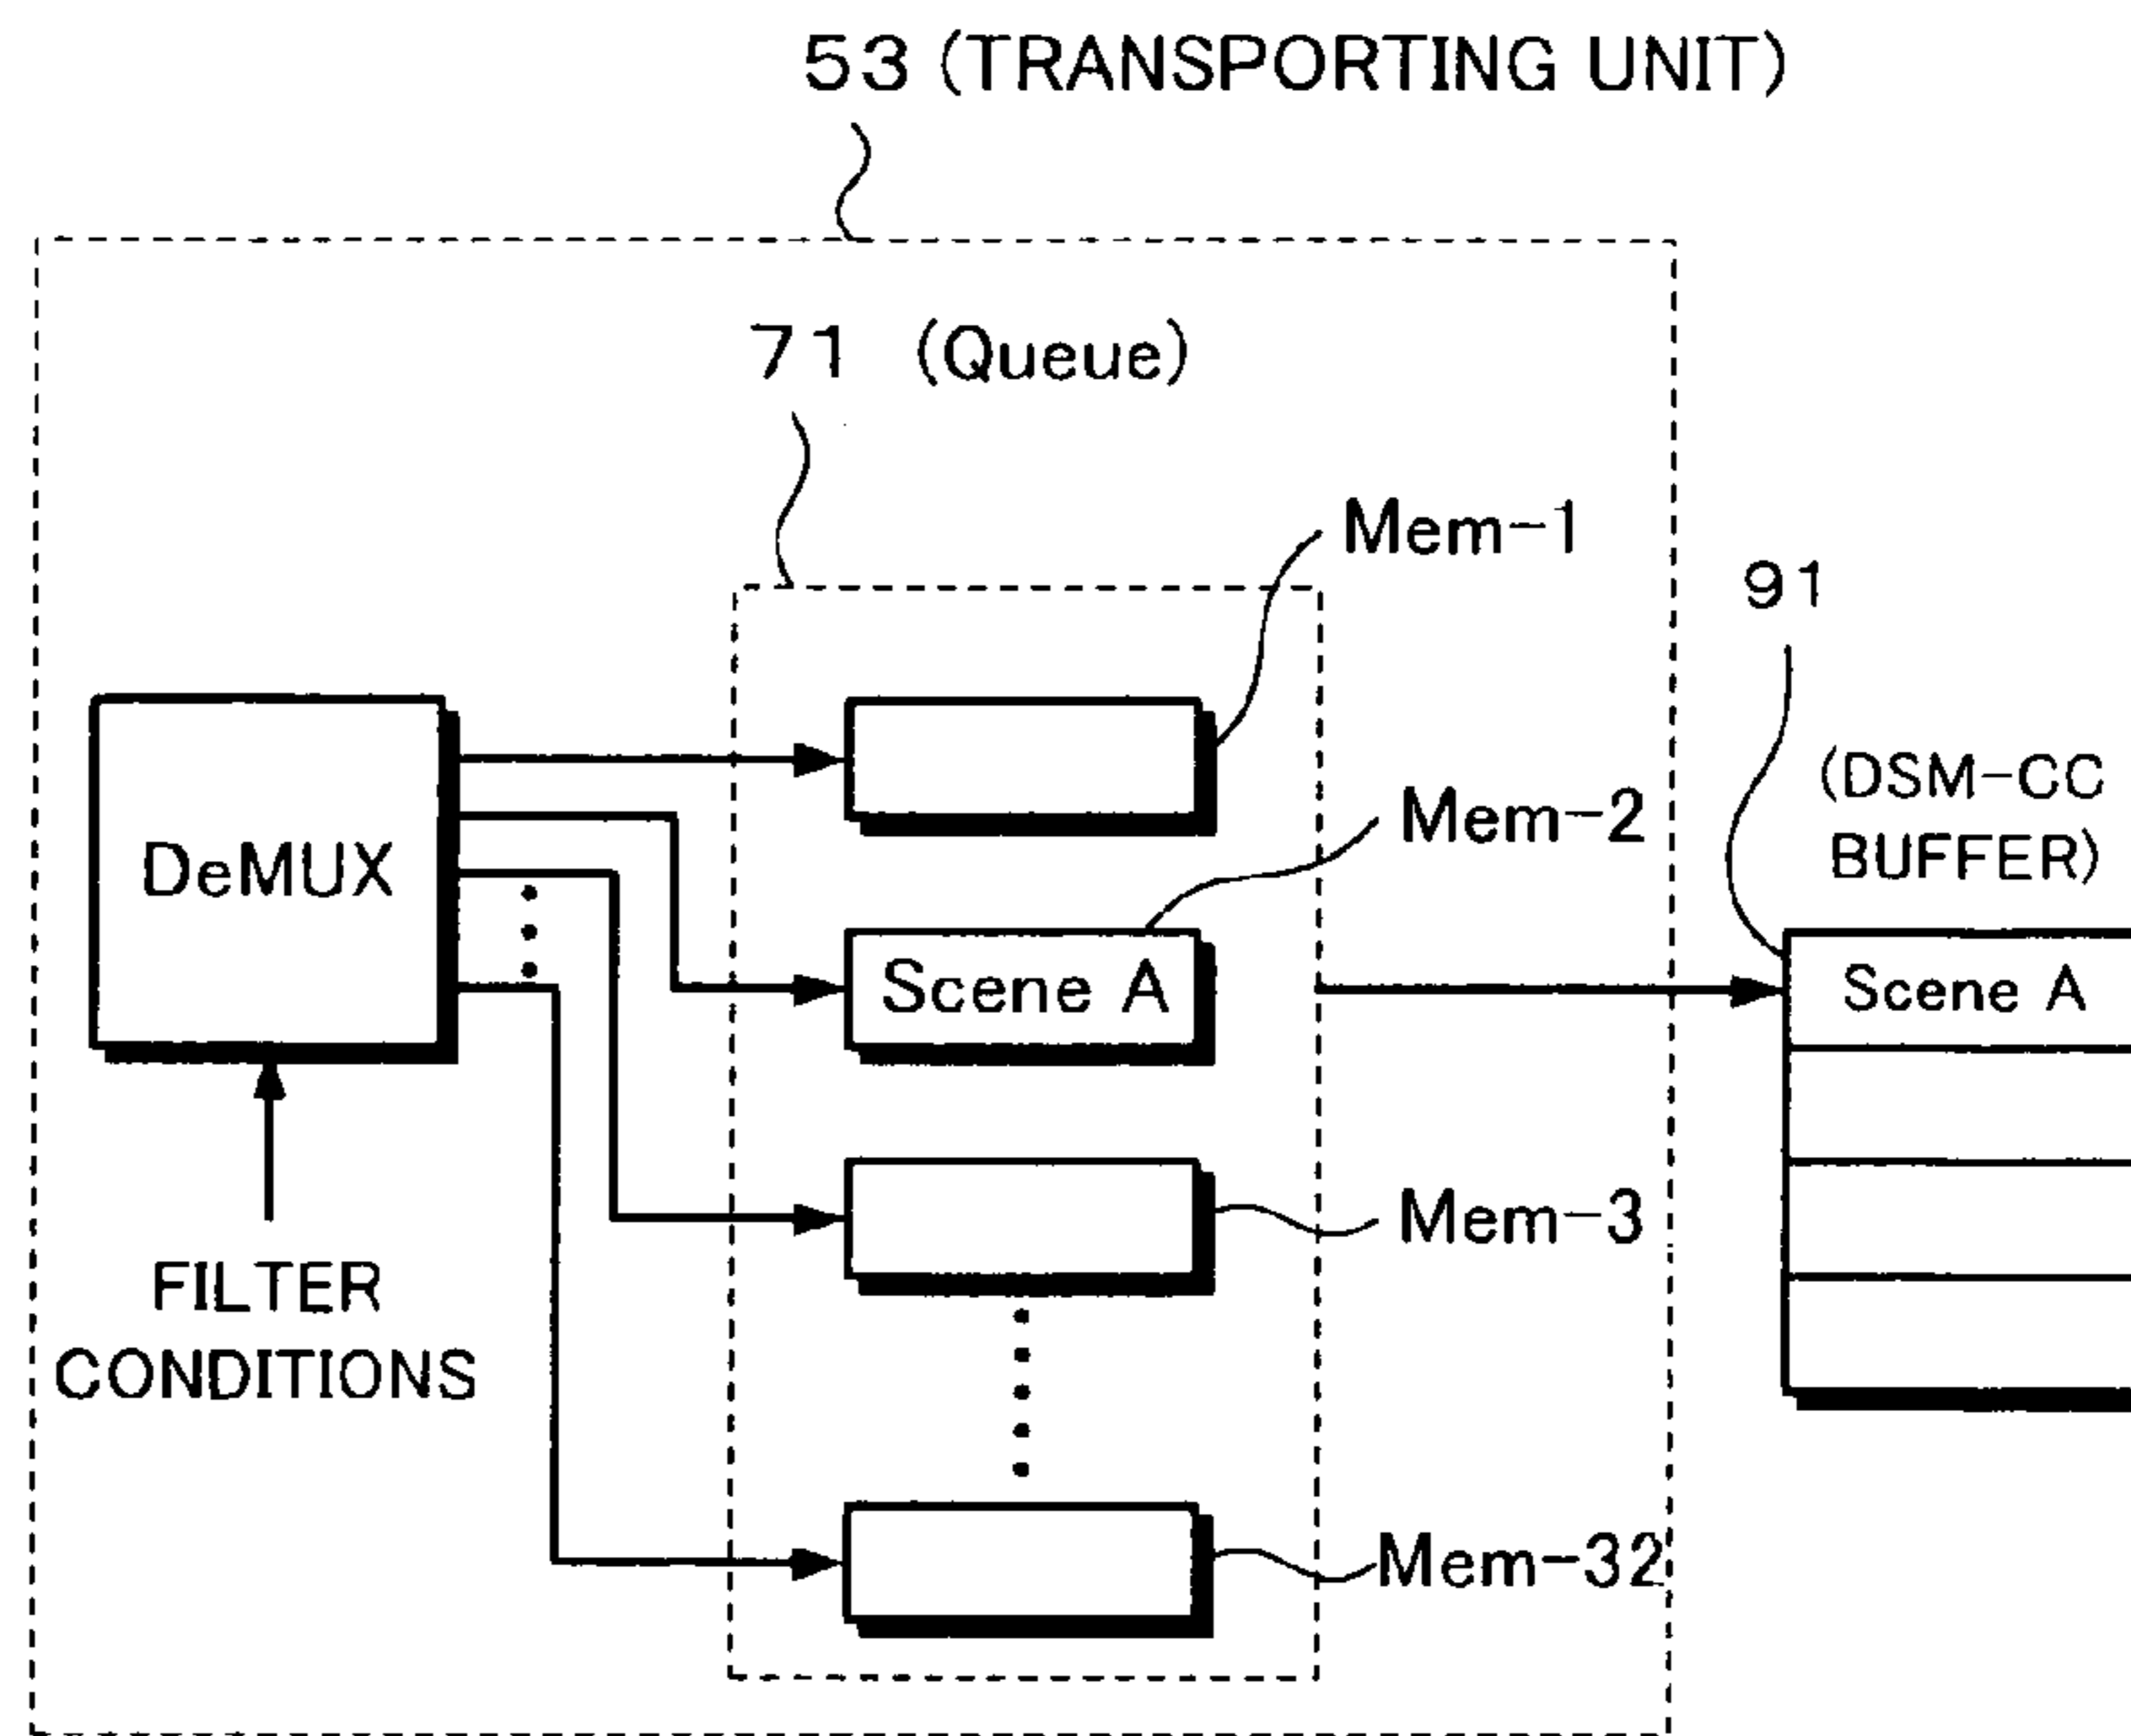 53 (TRANSPORTING UNIT)
71 (Queue)
Mem-1
91
(DSM-CC
BUFFER)
Mem-2
DeMUX
Scene A
Scene A
Mem-3
FILTER
CONDITIONS
Mem-32